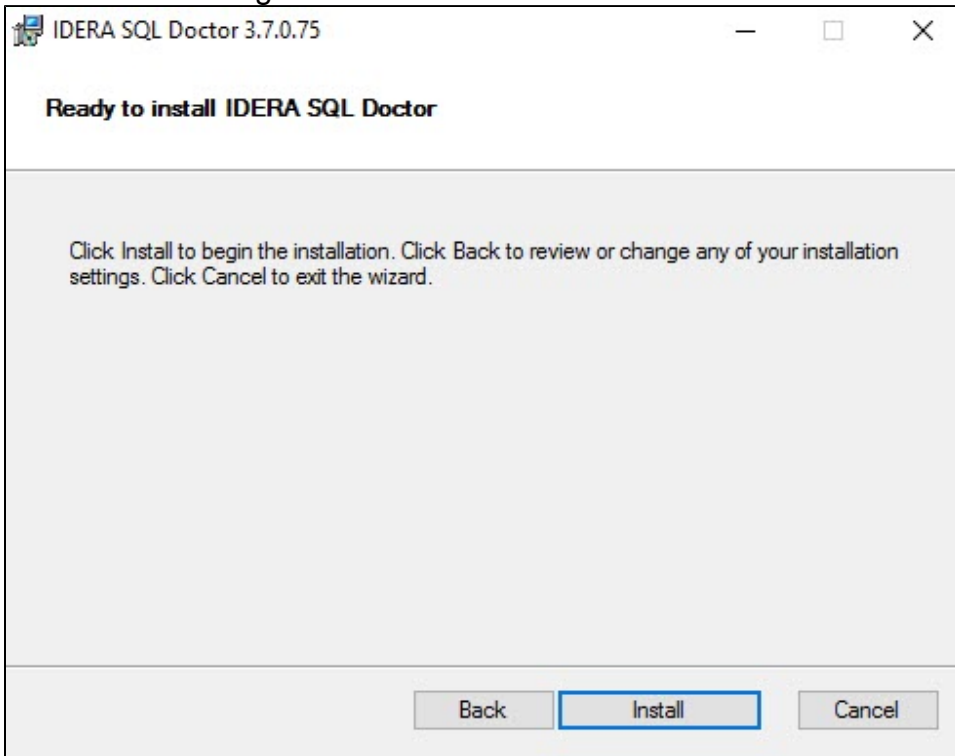 IDERA SQL Doctor 3.7.0.75
Ready to install IDERA SQL Doctor
Click Install to begin the installation. Click Back to review or change any of your installation
settings. Click Cancel to exit the wizard.
Back Install Cancel